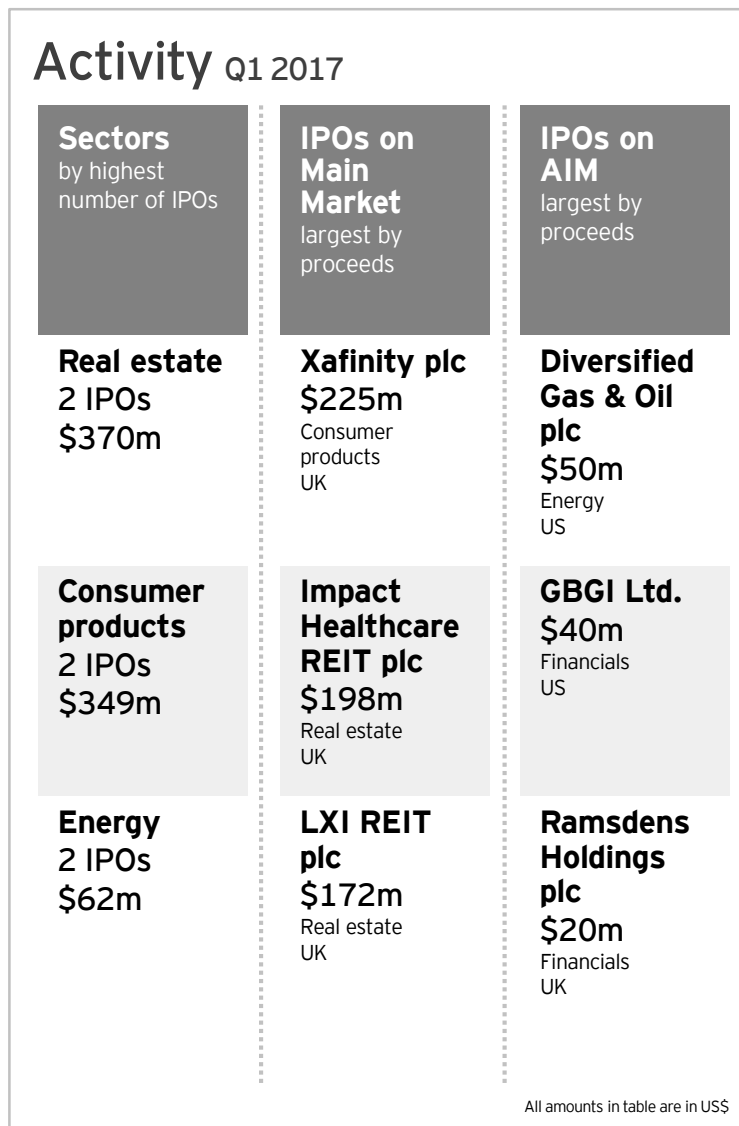 Activity Q1 2017
Sectors
by highest
number of IPOs
Real estate
2 IPOs
$370m
Consumer
products
2 IPOs
$349m
Energy
2 IPOs
$62m
IPOs on
Main
Market
largest by
proceeds
Xafinity plc
$225m
Consumer
products
UK
Impact
Healthcare
REIT plc
$198m
Real estate
UK
LXI REIT
plc
$172m
Real estate
UK
IPOs on
AIM
largest by
proceeds
Diversified
Gas & Oil
plc
$50m
Energy
US
GBGI Ltd.
$40m
Financials
US
Ramsdens
Holdings
plc
$20m
Financials
UK
All amounts in table are in US$